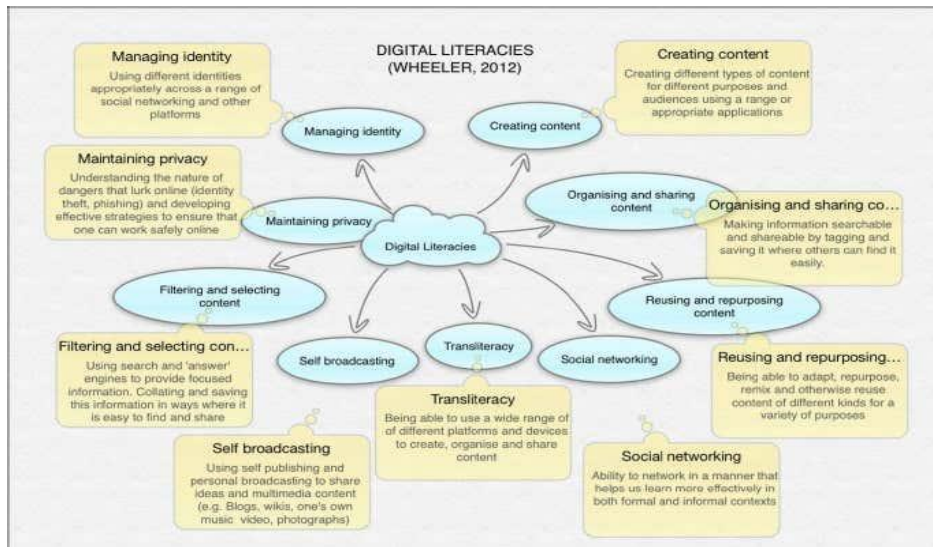 DIGITAL LITERACIES
(WHEELER, 2012)
Managing identity
Using different identities
appropriately across a range of
social networking and other
platforms
Managing identity
Creating content
Creating different types of content
for different purposes and
audiences using a range or
appropriate applications
Creating content
Maintaining privacy
Understanding the nature of
dangers that lurk online (identity
theft, phishing) and developing
effective strategies to ensure that
one can work safely online
Maintaining privacy
Organising and sharing
content
Organising and sharing co...
Making information searchable
and shareable by tagging and
saving it where others can find it
easily.
Digital Literacies
Filtering and selecting
content
Filtering and selecting con...
Using search and 'answer'
engines to provide focused
information. Collating and saving
this information in ways where it
is easy to find and share
Reusing and repurposing
content
Reusing and repurposing...
Being able to adapt, repurpose,
remix and otherwise reuse
content of different kinds for a
variety of purposes
Self broadcasting
Self broadcasting
Using self publishing and
personal broadcasting to share
ideas and multimedia content
(e.g. Blogs, wikis, one's own
music video, photographs)
Transliteracy
Transliteracy
Being able to use a wide range of
of different platforms and devices
to create, organise and share
content
Social networking
Social networking
Ability to network in a manner that
helps us learn more effectively in
both formal and informal contexts